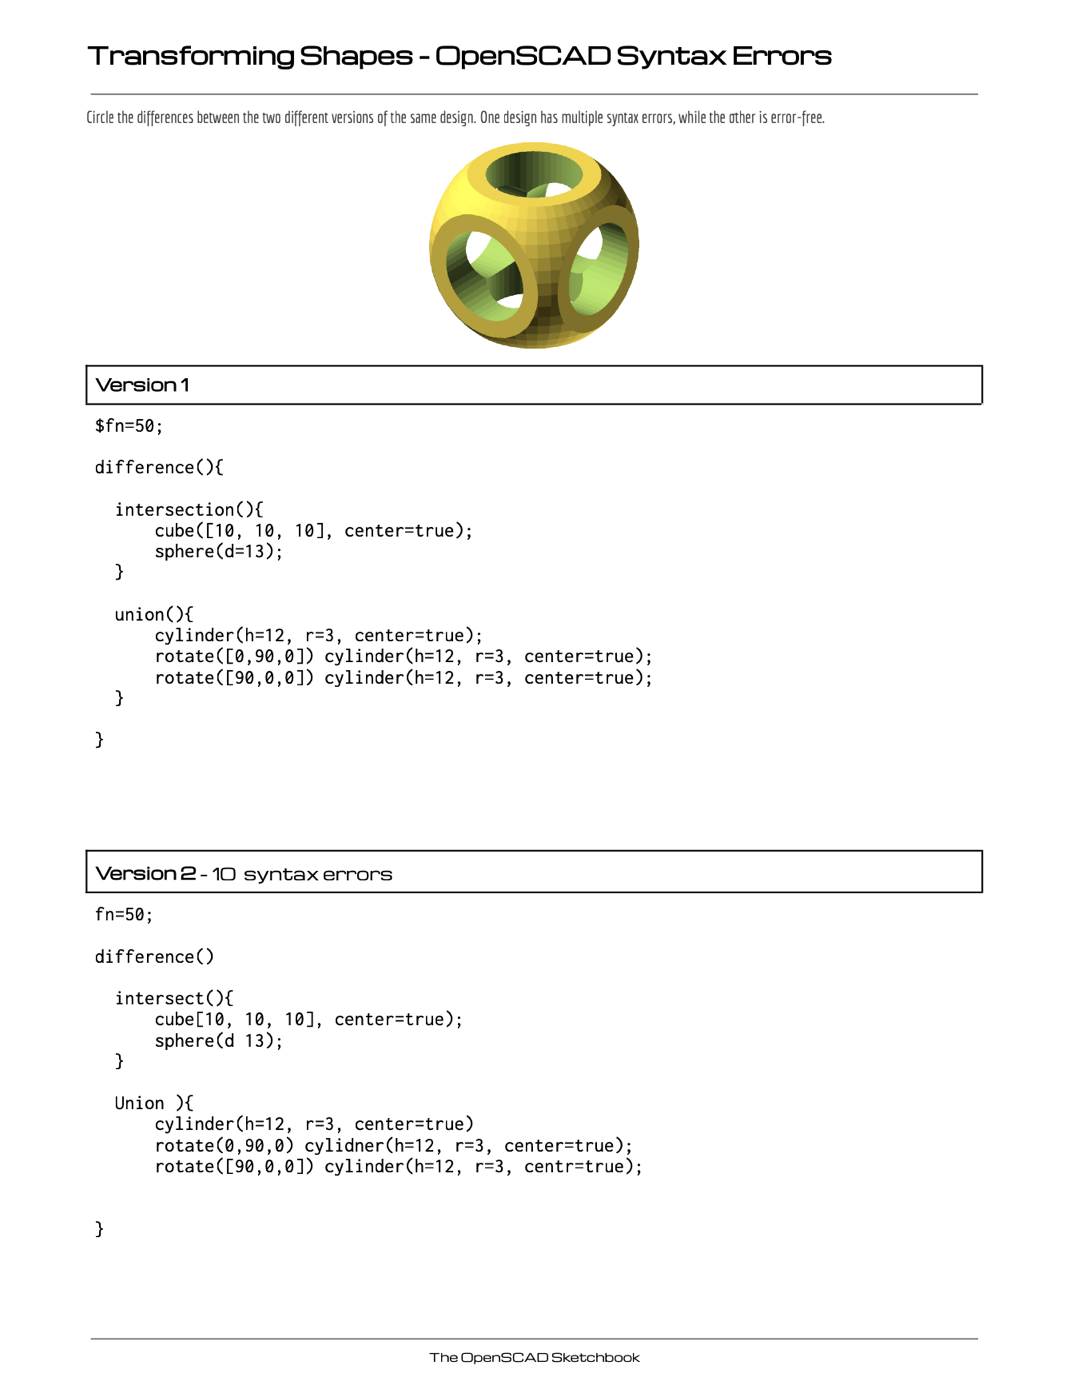 Transforming Shapes - OpenSCAD Syntax Errors
Circle the differences between the two different versions of the same design. One design has multiple syntax errors, while the other is error-free.
Version 1
$fn=50;
difference(){
intersection(){
cube([10, 10, 10], center=true);
sphere(d=13);
}
union(){
cylinder(h=12, r=3, center=true);
rotate([0,90,0]) cylinder(h=12, r=3, center=true);
rotate([90,0,0]) cylinder(h=12, r=3, center=true);
}
}
Version 2 - 10 syntax errors
fn=50;
difference()
intersect(){
cube[10, 10, 10], center=true);
sphere(d 13);
}
Union ){
cylinder(h=12, r=3, center=true)
rotate(0,90,0) cylidner(h=12, r=3, center=true);
rotate([90,0,0]) cylinder(h=12, r=3, centr=true);
}
The OpenSCAD Sketchbook